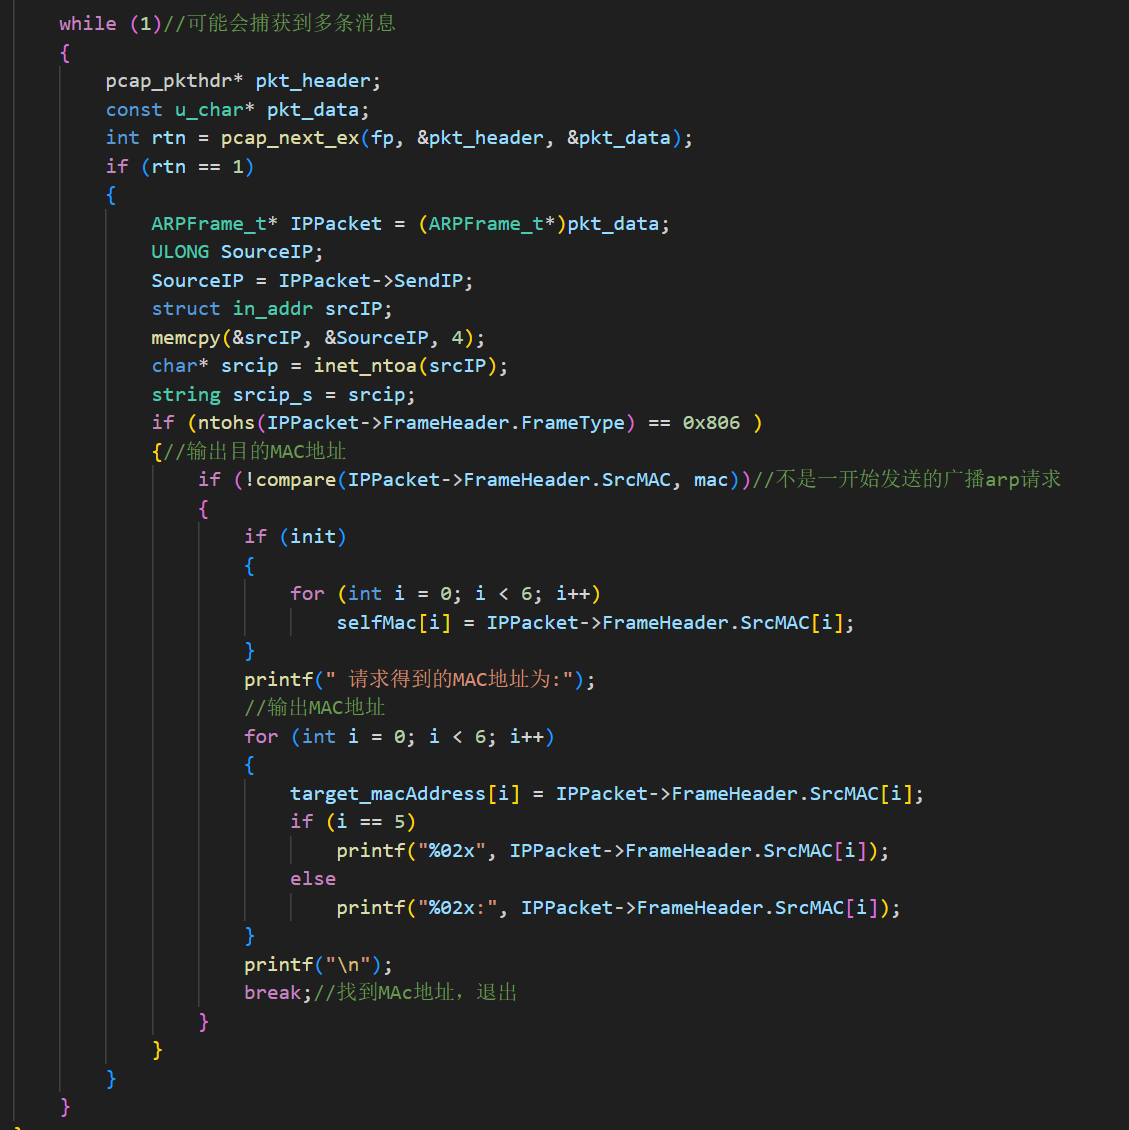 while (1)//可能会捕获到多条消息
{
pcap_pkthdr* pkt_header;
const u_char* pkt_data;
int rtn = pcap_next_ex(fp, &pkt_header, &pkt_data);
if (rtn == 1)
{
ARPFrame_t* IPPacket = (ARPFrame_t*)pkt_data;
ULONG SourceIP;
SourceIP = IPPacket->SendIP;
struct in_addr srcIP;
memcpy(&srcIP, &SourceIP, 4);
char* srcip = inet_ntoa(srcIP);
string srcip_s = srcip;
if (ntohs(IPPacket->FrameHeader.FrameType) == 0x806 )
{//输出目的MAC地址
if (!compare(IPPacket->FrameHeader.SrcMAC, mac))//不是一开始发送的广播arp请求
{
if (init)
{
for (int i = 0; i < 6; i++)
selfMac[i] = IPPacket->FrameHeader.SrcMAC[i];
}
printf(" 请求得到的MAC地址为:");
//输出MAC地址
for (int i = 0; i < 6; i++)
{
target_macAddress[i] = IPPacket->FrameHeader.SrcMAC[i];
if (i == 5)
printf("%02x", IPPacket->FrameHeader.SrcMAC[i]);
else
printf("%02x:", IPPacket->FrameHeader.SrcMAC[i]);
}
printf("\n");
break;//找到MAc地址，退出
}
}
}
}